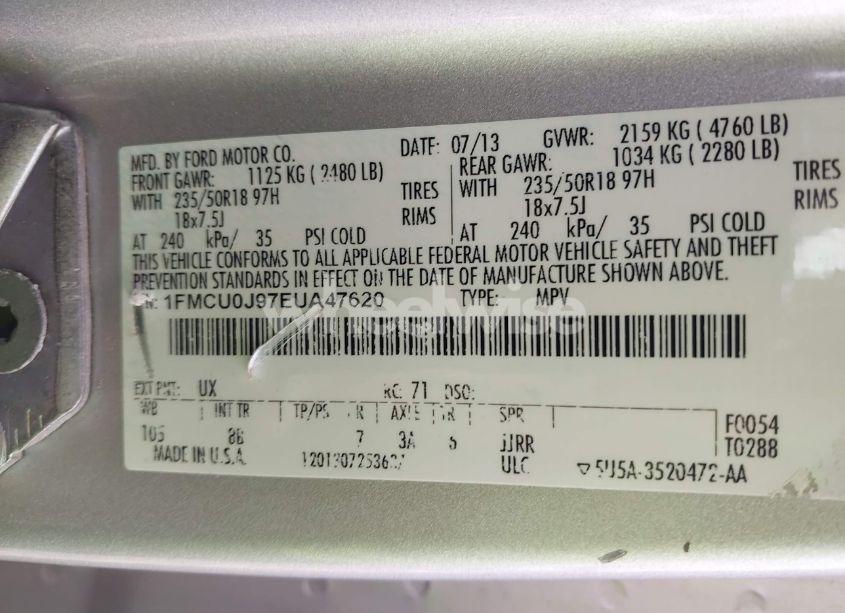 MFD. BY FORD MOTOR CO. DATE: 07/13 GVWR: 2159 KG ( 4760 LB)
FRONT GAWR: 1125 KG ( 2480 LB) REAR GAWR: 1034 KG ( 2280 LB)
WITH 235/50R18 97H TIRES WITH 235/50R18 97H TIRES
18x7.5J RIMS 18x7.5J RIMS
AT 240 kPa/ 35 PSI COLD AT 240 kPa/ 35 PSI COLD
THIS VEHICLE CONFORMS TO ALL APPLICABLE FEDERAL MOTOR VEHICLE SAFETY AND THEFT
PREVENTION STANDARDS IN EFFECT ON THE DATE OF MANUFACTURE SHOWN ABOVE.
1FMCU0J97EUA47620 TYPE: MPV
wheelwise
EXT PNT: UX RC: 71 DSO:
WB INT TR TP/PS R AXLE TR SPR
105 8B 7 3A 6 JJRR
F0054
T0288
MADE IN U.S.A. ULC 5U5A-3520472-AA